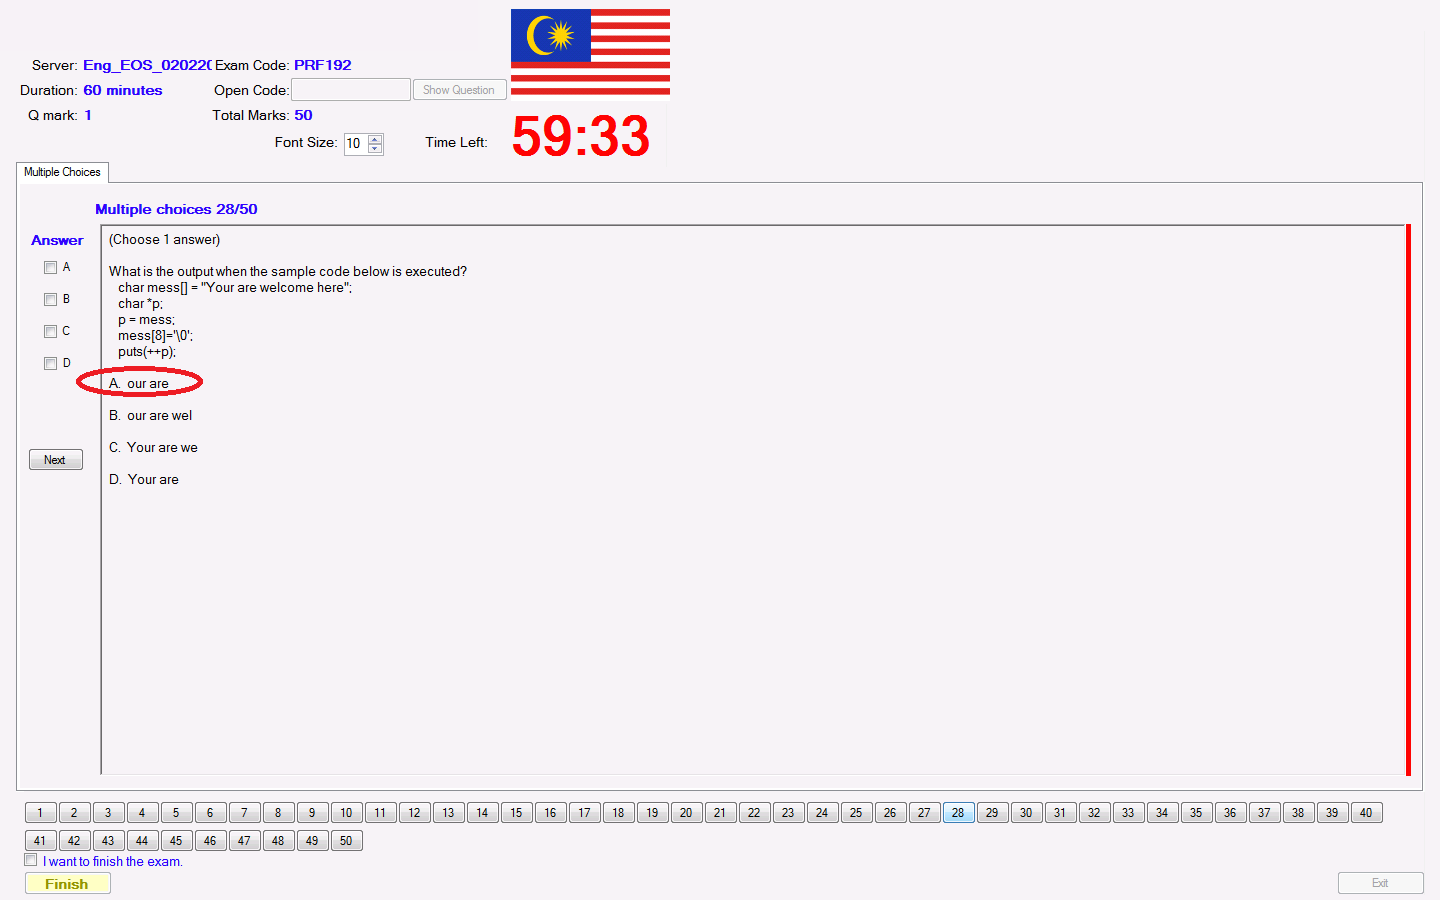 Server: Eng_EOS_020220 Exam Code: PRF192
Duration: 60 minutes Open Code: Show Question
Q mark: 1 Total Marks: 50
Font Size: 10 Time Left: 59:33
Multiple Choices
Multiple choices 28/50
Answer
A
B
C
D
Next
(Choose 1 answer)
What is the output when the sample code below is executed?
char mess[] = "Your are welcome here";
char *p;
p = mess;
mess[8]='\0';
puts(++p);
A. our are
B. our are wel
C. Your are we
D. Your are
1 2 3 4 5 6 7 8 9 10 11 12 13 14 15 16 17 18 19 20 21 22 23 24 25 26 27 28 29 30 31 32 33 34 35 36 37 38 39 40
41 42 43 44 45 46 47 48 49 50
I want to finish the exam.
Finish Exit